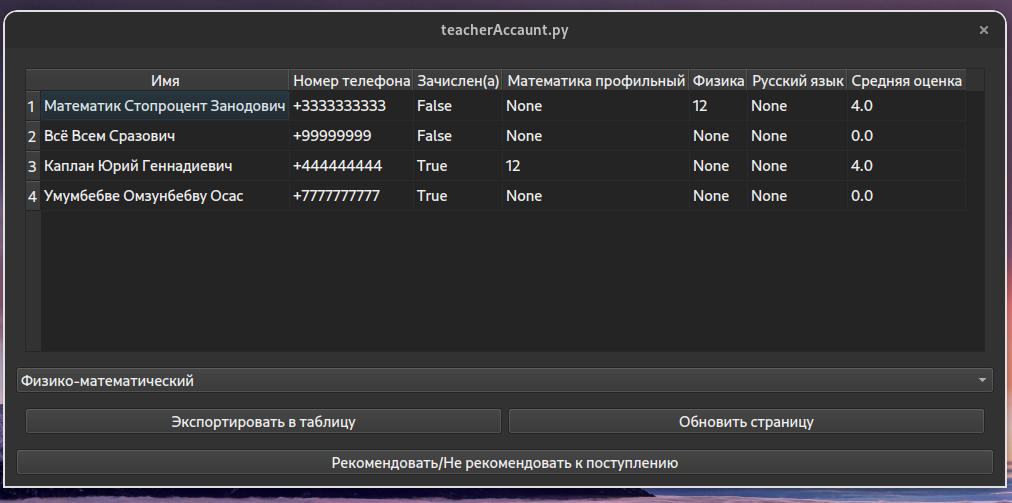 teacherAccaunt.py
Имя Номер телефона Зачислен(а) Математика профильный Физика Русский язык Средняя оценка
1 Математик Стопроцент Занодович +3333333333 False None 12 None 4.0
2 Всё Всем Сразович +99999999 False None None None 0.0
3 Каплан Юрий Геннадиевич +444444444 True 12 None None 4.0
4 Умумбебве Омзунбебву Осас +7777777777 True None None None 0.0
Физико-математический
Экспортировать в таблицу Обновить страницу
Рекомендовать/Не рекомендовать к поступлению